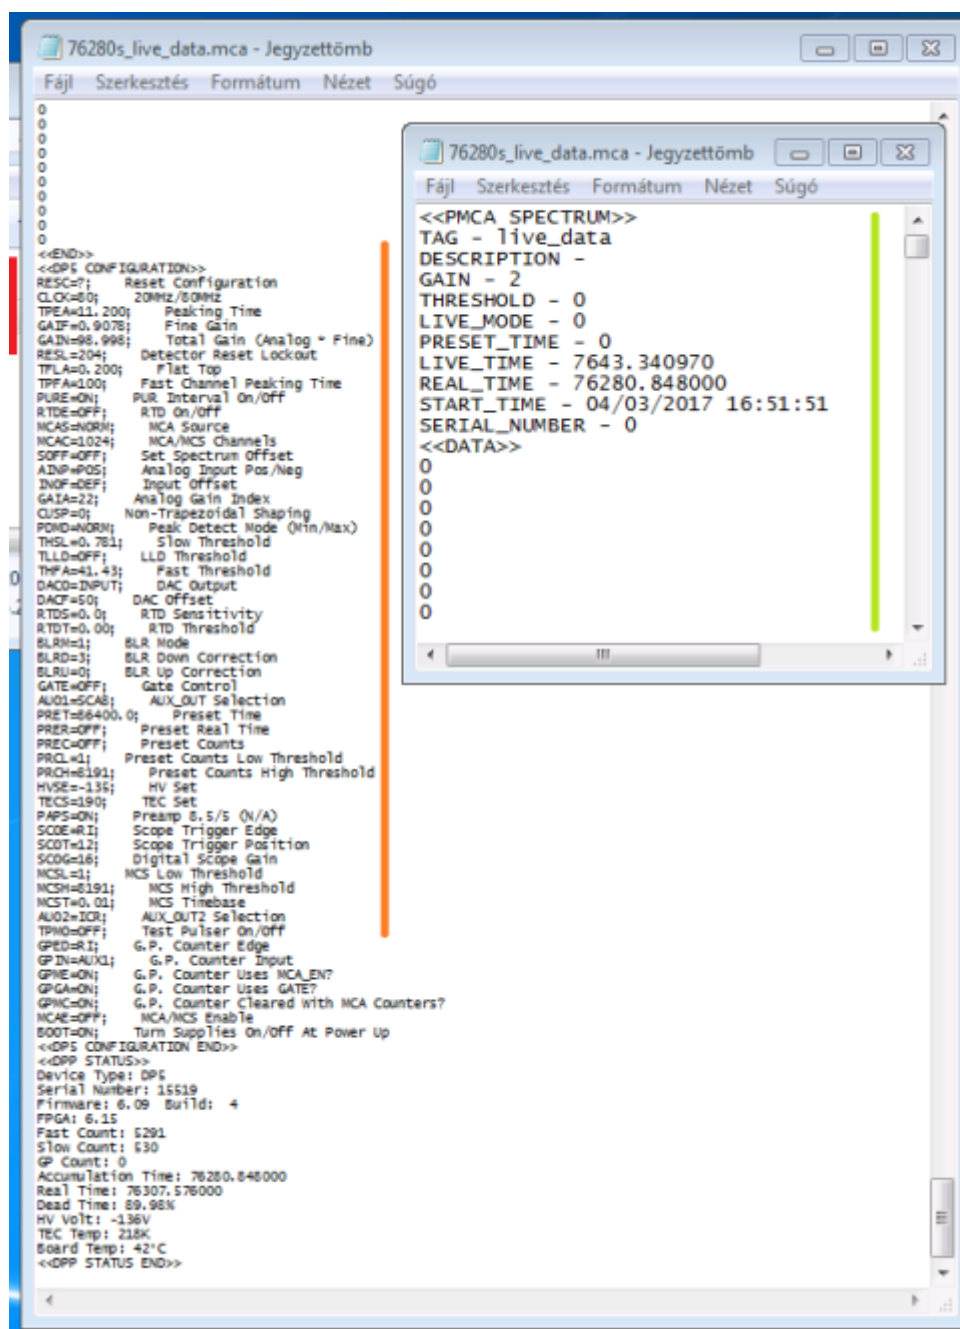 76280s_live_data.mca - Jegyzettömb
Fájl Szerkesztés Formátum Nézet Súgó
0
0
0
0
0
0
0
0
0
0
<<END>>
<<DP5 CONFIGURATION>>
RESC=?; Reset Configuration
CLCK=80; 20MHz/80MHz
TPEA=11.200; Peaking Time
GAIF=0.9078; Fine Gain
GAIN=98.998; Total Gain (Analog * Fine)
RESL=204; Detector Reset Lockout
TFLA=0.200; Flat Top
TPFA=100; Fast Channel Peaking Time
PURE=ON; PUR Interval On/Off
RTDE=OFF; RTD On/Off
MCAS=NORM; MCA Source
MCAC=1024; MCA/MCS Channels
SOFF=OFF; Set Spectrum Offset
AINP=POS; Analog Input Pos/Neg
INOF=DEF; Input Offset
GAIA=22; Analog Gain Index
CUSP=0; Non-Trapezoidal Shaping
PDMD=NORM; Peak Detect Mode (Min/Max)
THSL=0.781; Slow Threshold
TLLD=OFF; LLD Threshold
THFA=41.43; Fast Threshold
DACO=INPUT; DAC Output
DACF=50; DAC Offset
RTDS=0.0; RTD Sensitivity
RTDT=0.00; RTD Threshold
BLRM=1; BLR Mode
BLRD=3; BLR Down Correction
BLRU=0; BLR Up Correction
GATE=OFF; Gate Control
AUO1=SCA8; AUX_OUT Selection
PRET=86400.0; Preset Time
PRER=OFF; Preset Real Time
PREC=OFF; Preset Counts
PRCL=1; Preset Counts Low Threshold
PRCH=8191; Preset Counts High Threshold
HVSE=-135; HV Set
TECS=190; TEC Set
PAPS=ON; Preamp 8.5/5 (N/A)
SCOE=RI; Scope Trigger Edge
SCOT=12; Scope Trigger Position
SCOG=16; Digital Scope Gain
MCSL=1; MCS Low Threshold
MCSH=8191; MCS High Threshold
MCST=0.01; MCS Timebase
AUO2=ICR; AUX_OUT2 Selection
TPMO=OFF; Test Pulser On/Off
GPED=RI; G.P. Counter Edge
GPIN=AUX1; G.P. Counter Input
GPME=ON; G.P. Counter Uses MCA_EN?
GPGA=ON; G.P. Counter Uses GATE?
GPMC=ON; G.P. Counter Cleared With MCA Counters?
MCAE=OFF; MCA/MCS Enable
BOOT=ON; Turn Supplies On/Off At Power Up
<<DP5 CONFIGURATION END>>
<<DPP STATUS>>
Device Type: DP5
Serial Number: 15519
Firmware: 6.09 Build: 4
FPGA: 6.15
Fast Count: 5291
Slow Count: 530
GP Count: 0
Accumulation Time: 76280.848000
Real Time: 76307.576000
Dead Time: 89.98%
HV Volt: -136V
TEC Temp: 218K
Board Temp: 42°C
<<DPP STATUS END>>
76280s_live_data.mca - Jegyzettömb
Fájl Szerkesztés Formátum Nézet Súgó
<<PMCA SPECTRUM>>
TAG - live_data
DESCRIPTION -
GAIN - 2
THRESHOLD - 0
LIVE_MODE - 0
PRESET_TIME - 0
LIVE_TIME - 7643.340970
REAL_TIME - 76280.848000
START_TIME - 04/03/2017 16:51:51
SERIAL_NUMBER - 0
<<DATA>>
0
0
0
0
0
0
0
0